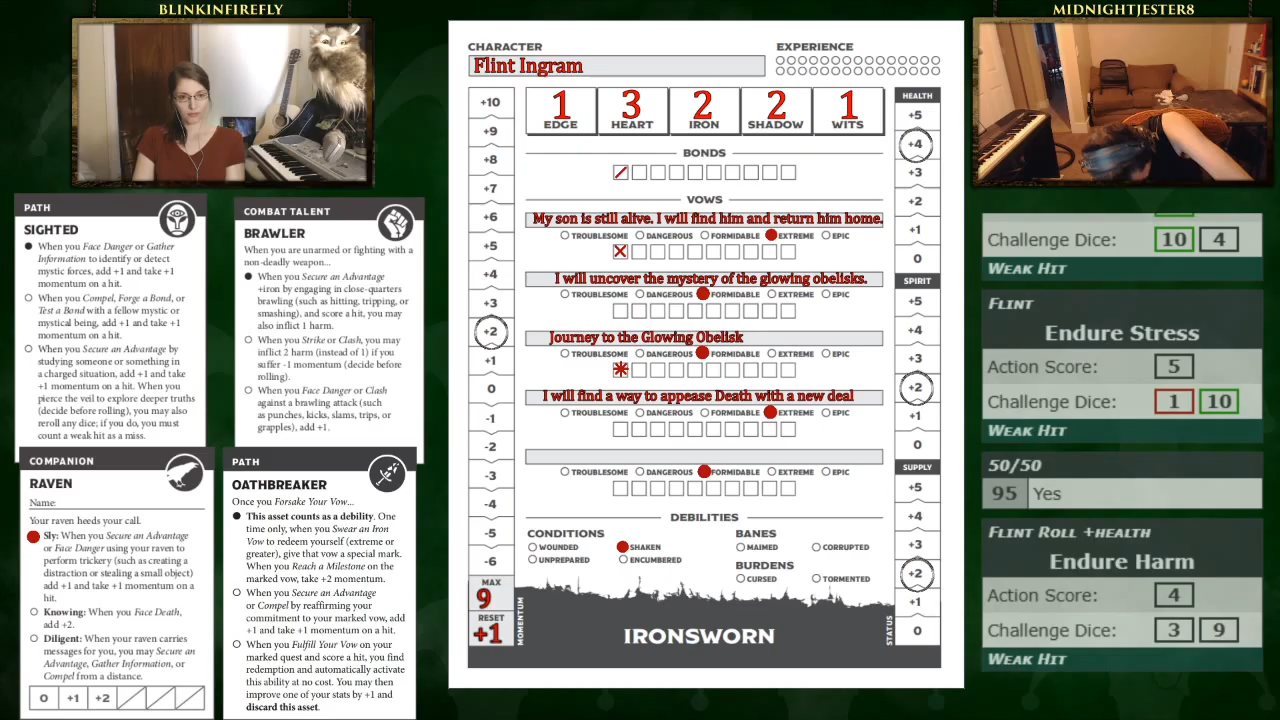 BLINKINFIREFLY
MIDNIGHTJESTER8
PATH
SIGHTED
When you Face Danger or Gather
Information to identify or detect
mystic forces, add +1 and take +1
momentum on a hit.
When you Compel, Forge a Bond, or
Test a Bond with a fellow mystic or
mystical being, add +1 and take +1
momentum on a hit.
When you Secure an Advantage by
studying someone or something in
a charged situation, add +1 and take
+1 momentum on a hit. When you
pierce the veil to explore deeper truths
(decide before rolling), you may also
reroll any dice; if you do, you must
count a weak hit as a miss.
COMBAT TALENT
BRAWLER
When you are unarmed or fighting with a
non-deadly weapon...
When you Secure an Advantage
+iron by engaging in close-quarters
brawling (such as hitting, tripping, or
smashing), and score a hit, you may
also inflict 1 harm.
When you Strike or Clash, you may
inflict 2 harm (instead of 1) if you
suffer -1 momentum (decide before
rolling).
When you Face Danger or Clash
against a brawling attack (such
as punches, kicks, slams, trips, or
grapples), add +1.
COMPANION
RAVEN
Name:
Your raven heeds your call.
Sly: When you Secure an Advantage
or Face Danger using your raven to
perform trickery (such as creating a
distraction or stealing a small object)
add +1 and take +1 momentum on a
hit.
Knowing: When you Face Death,
add +2.
Diligent: When your raven carries
messages for you, you may Secure an
Advantage, Gather Information, or
Compel from a distance.
0 +1 +2
PATH
OATHBREAKER
Once you Forsake Your Vow...
This asset counts as a debility. One
time only, when you Swear an Iron
Vow to redeem yourself (extreme or
greater), give that vow a special mark.
When you Reach a Milestone on the
marked vow, take +2 momentum.
When you Secure an Advantage
or Compel by reaffirming your
commitment to your marked vow, add
+1 and take +1 momentum on a hit.
When you Fulfill Your Vow on your
marked quest and score a hit, you find
redemption and automatically activate
this ability at no cost. You may then
improve one of your stats by +1 and
discard this asset.
CHARACTER
Flint Ingram
EXPERIENCE
+10
+9
+8
+7
+6
+5
+4
+3
+2
+1
0
-1
-2
-3
-4
-5
-6
MAX
9
RESET
+1
MOMENTUM
1 3 2 2 1
EDGE HEART IRON SHADOW WITS
BONDS
VOWS
My son is still alive. I will find him and return him home.
TROUBLESOME DANGEROUS FORMIDABLE EXTREME EPIC
I will uncover the mystery of the glowing obelisks.
TROUBLESOME DANGEROUS FORMIDABLE EXTREME EPIC
Journey to the Glowing Obelisk
TROUBLESOME DANGEROUS FORMIDABLE EXTREME EPIC
I will find a way to appease Death with a new deal
TROUBLESOME DANGEROUS FORMIDABLE EXTREME EPIC
TROUBLESOME DANGEROUS FORMIDABLE EXTREME EPIC
DEBILITIES
CONDITIONS
WOUNDED SHAKEN
UNPREPARED ENCUMBERED
BANES
MAIMED CORRUPTED
BURDENS
CURSED TORMENTED
IRONSWORN
HEALTH
+5
+4
+3
+2
+1
0
SPIRIT
+5
+4
+3
+2
+1
0
SUPPLY
+5
+4
+3
+2
+1
0
STATUS
Challenge Dice: 10 4
WEAK HIT
FLINT
Endure Stress
Action Score: 5
Challenge Dice: 1 10
WEAK HIT
50/50
95 Yes
FLINT ROLL +HEALTH
Endure Harm
Action Score: 4
Challenge Dice: 3 9
WEAK HIT